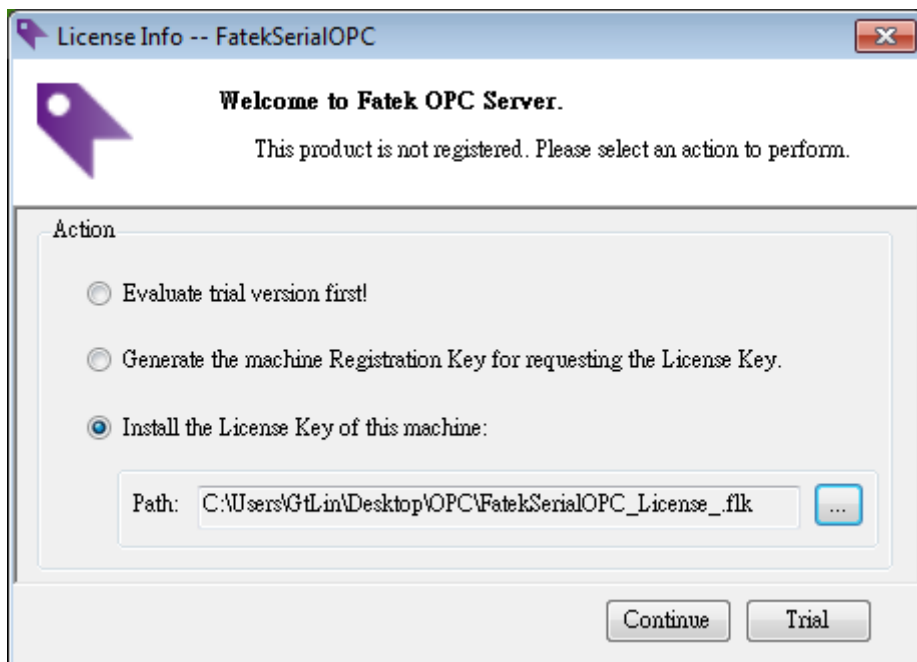 License Info -- FatekSerialOPC
Welcome to Fatek OPC Server.
This product is not registered. Please select an action to perform.
Action
Evaluate trial version first!
Generate the machine Registration Key for requesting the License Key.
Install the License Key of this machine:
Path: C:\Users\GtLin\Desktop\OPC\FatekSerialOPC_License_.flk ...
Continue Trial